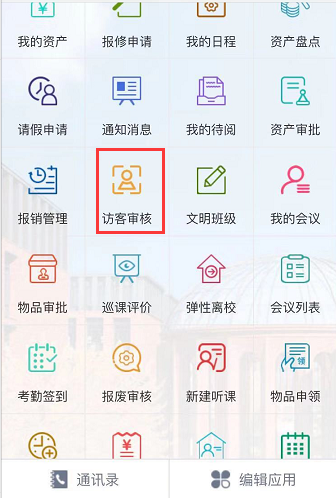 我的资产 报修申请 我的日程 资产盘点
请假申请 通知消息 我的待阅 资产审批
报销管理 访客审核 文明班级 我的会议
物品审批 巡课评价 弹性离校 会议列表
考勤签到 报废审核 新建听课 物品申领
通讯录 编辑应用